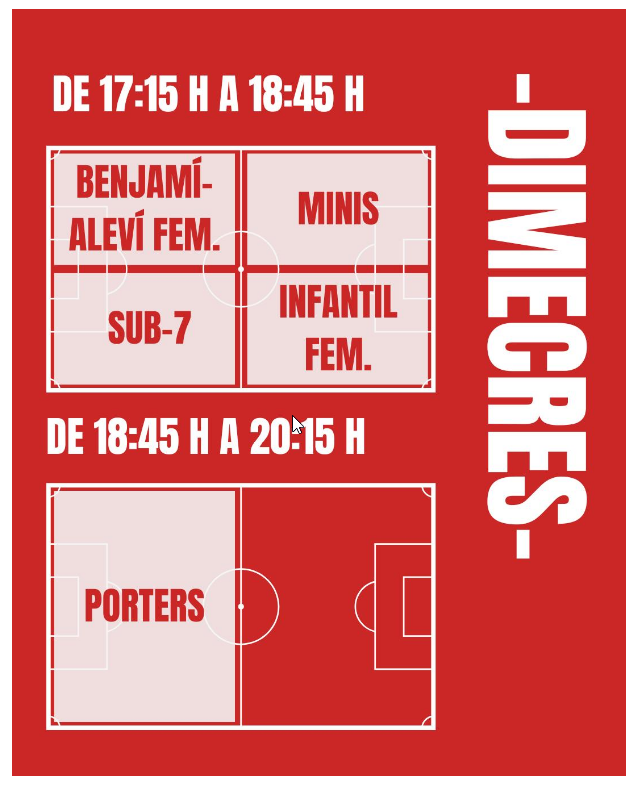 DE 17:15 H A 18:45 H
BENJAMÍ-
ALEVÍ FEM.
MINIS
SUB-7
INFANTIL
FEM.
DE 18:45 H A 20:15 H
PORTERS
-DIMECRES-